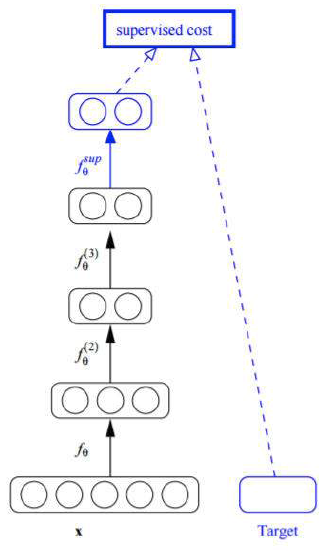 supervised cost
f_θ^{sup}
f_θ^{(3)}
f_θ^{(2)}
f_θ
x
Target